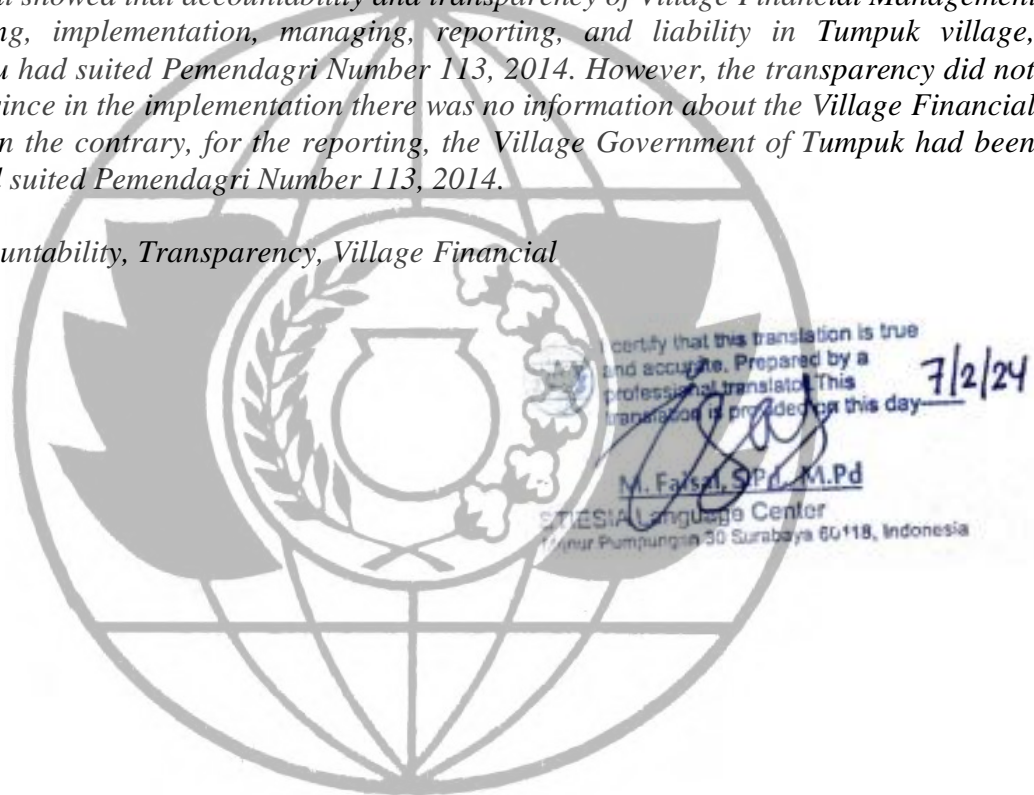 showed that accountability and transparency of Village Financial Management
ng, implementation, managing, reporting, and liability in Tumpuk village,
u had suited Pemendagri Number 113, 2014. However, the transparency did not
ince in the implementation there was no information about the Village Financial
n the contrary, for the reporting, the Village Government of Tumpuk had been
suited Pemendagri Number 113, 2014.
untability, Transparency, Village Financial
I certify that this translation is true
and accurate. Prepared by a
professional translator. This
translation is provided on this day 7/2/24
M. Faisal, S.Pd., M.Pd
STIESIA Language Center
Menur Pumpungan 30 Surabaya 60118, Indonesia